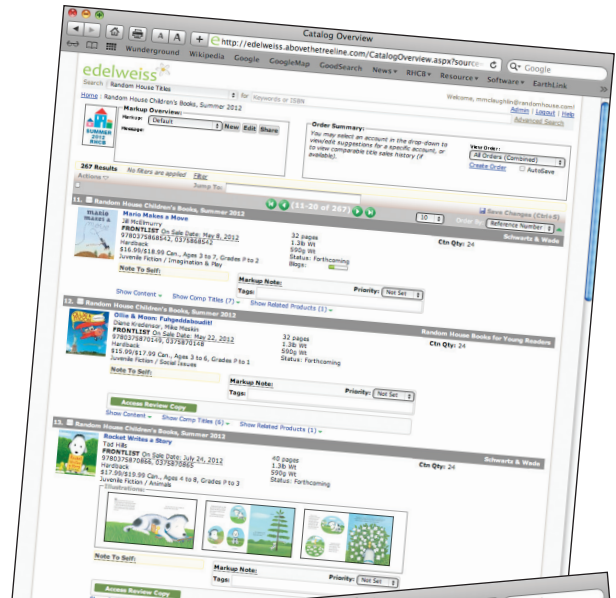 Catalog Overview
http://edelweiss.abovethetreeline.com/CatalogOverview.aspx?source=
Google
Wunderground Wikipedia Google GoogleMap GoodSearch News RHCB Resource Software EarthLink
edelweiss
Welcome, mmclaughlin@randomhouse.com!
Admin | Logout | Help
Search Random House Titles for Keywords or ISBN
Advanced Search
Home | Random House Children's Books, Summer 2012
SUMMER
2012
RHCB
Markup Overview:
Markup: Default New Edit Share
Message:
Order Summary:
You may select an account in the drop-down to
view/edit suggestions for a specific account, or
to view comparable title sales history (if
available).
View Order:
All Orders (Combined)
Create Order AutoSave
267 Results No filters are applied Filter
Actions
Jump To:
(11-20 of 267)
10
Save Changes (Ctrl+S)
Order By: Reference Number
11. Random House Children's Books, Summer 2012 Schwartz & Wade
Mario Makes a Move
Jill McElmurry
FRONTLIST On Sale Date: May 8, 2012
9780375868542, 0375868542
Hardback
$16.99/$18.99 Can., Ages 3 to 7, Grades P to 2
Juvenile Fiction / Imagination & Play
32 pages
1.3lb Wt
590g Wt
Status: Forthcoming
Blogs:
Ctn Qty: 24
Note To Self:
Markup Note:
Tags:
Priority: Not Set
Show Content Show Comp Titles (7) Show Related Products (1)
12. Random House Children's Books, Summer 2012 Random House Books for Young Readers
Ollie & Moon: Fuhgeddaboudit!
Diane Kredensor, Mike Meskin
FRONTLIST On Sale Date: May 22, 2012
9780375870149, 0375870148
Hardback
$15.99/$17.99 Can., Ages 3 to 6, Grades P to 1
Juvenile Fiction / Social Issues
32 pages
1.3lb Wt
590g Wt
Status: Forthcoming
Ctn Qty: 24
Note To Self:
Markup Note:
Tags:
Priority: Not Set
Access Review Copy
Show Content Show Comp Titles (6) Show Related Products (1)
13. Random House Children's Books, Summer 2012 Schwartz & Wade
Rocket Writes a Story
Tad Hills
FRONTLIST On Sale Date: July 24, 2012
9780375870866, 0375870865
Hardback
$17.99/$19.99 Can., Ages 4 to 8, Grades P to 3
Juvenile Fiction / Animals
40 pages
1.3lb Wt
590g Wt
Status: Forthcoming
Ctn Qty: 24
Illustrations:
Note To Self:
Markup Note:
Tags:
Priority: Not Set
Access Review Copy